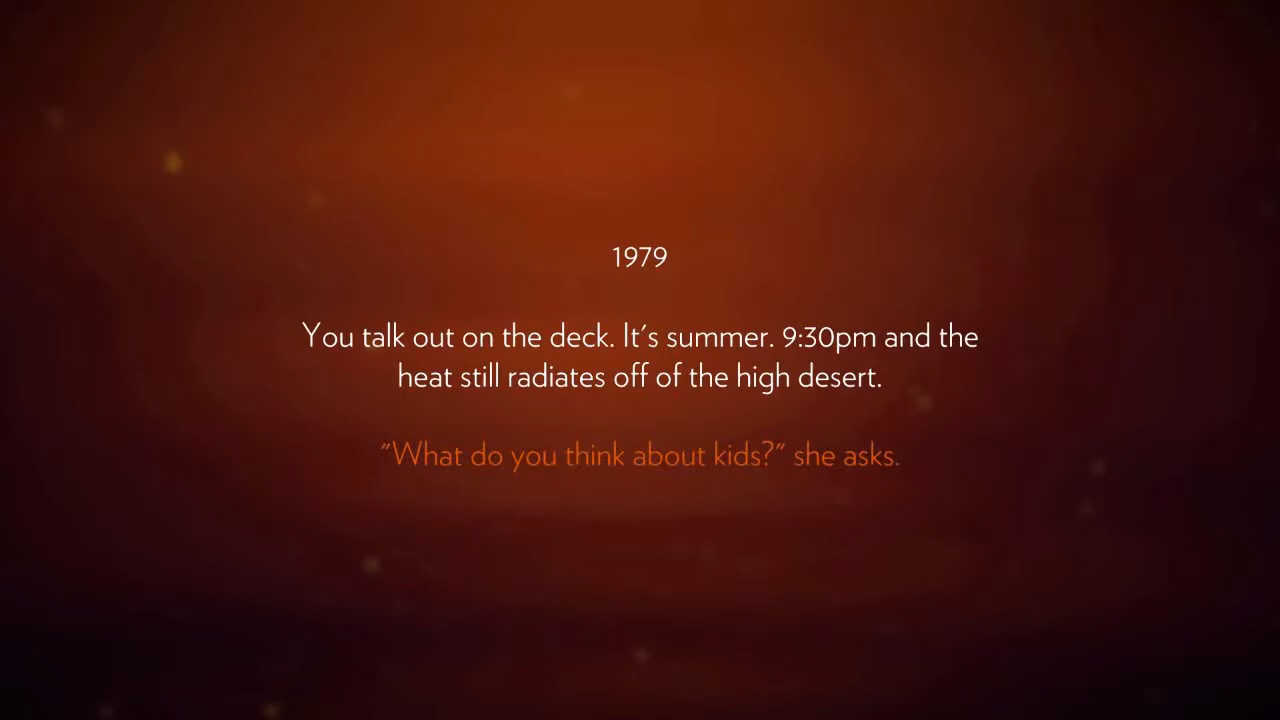 1979
You talk out on the deck. It's summer. 9:30pm and the
heat still radiates off of the high desert.
"What do you think about kids?" she asks.